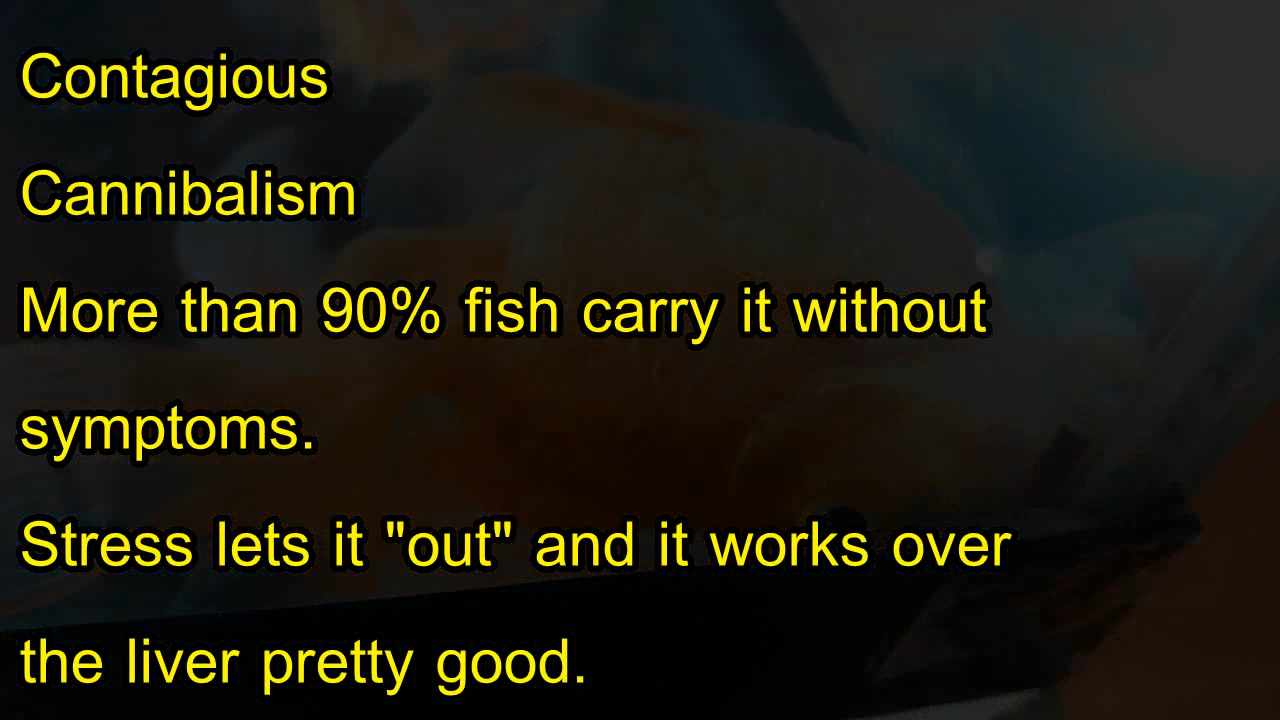 Contagious
Cannibalism
More than 90% fish carry it without
symptoms.
Stress lets it "out" and it works over
the liver pretty good.